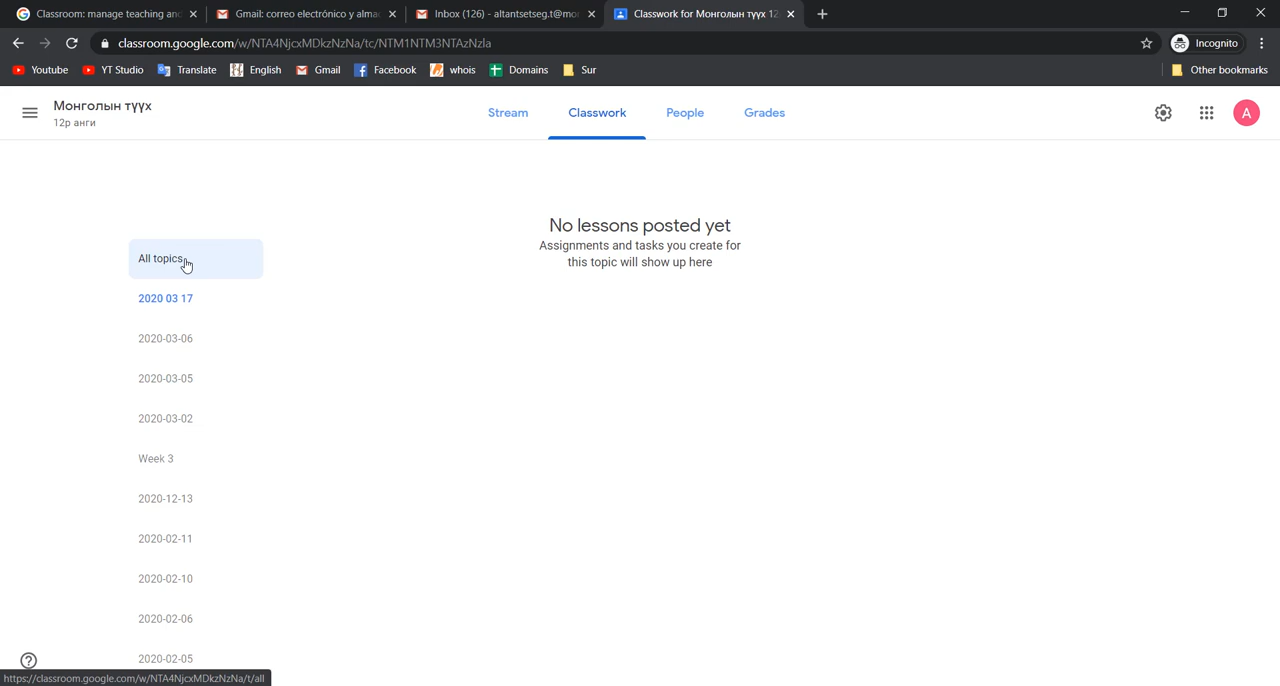 Classroom: manage teaching and
Gmail: correo electrónico y alma
Inbox (126) - altantsetseg.t@mo
Classwork for Монголын түүх 12
classroom.google.com/w/NTA4NjcxMDkzNzNa/tc/NTM1NTM3NTAzNzla
Incognito
Youtube
YT Studio
Translate
English
Gmail
Facebook
whois
Domains
Sur
Other bookmarks
Монголын түүх
12р анги
Stream
Classwork
People
Grades
A
No lessons posted yet
Assignments and tasks you create for
this topic will show up here
All topics
2020 03 17
2020-03-06
2020-03-05
2020-03-02
Week 3
2020-12-13
2020-02-11
2020-02-10
2020-02-06
2020-02-05
https://classroom.google.com/w/NTA4NjcxMDkzNzNa/t/all